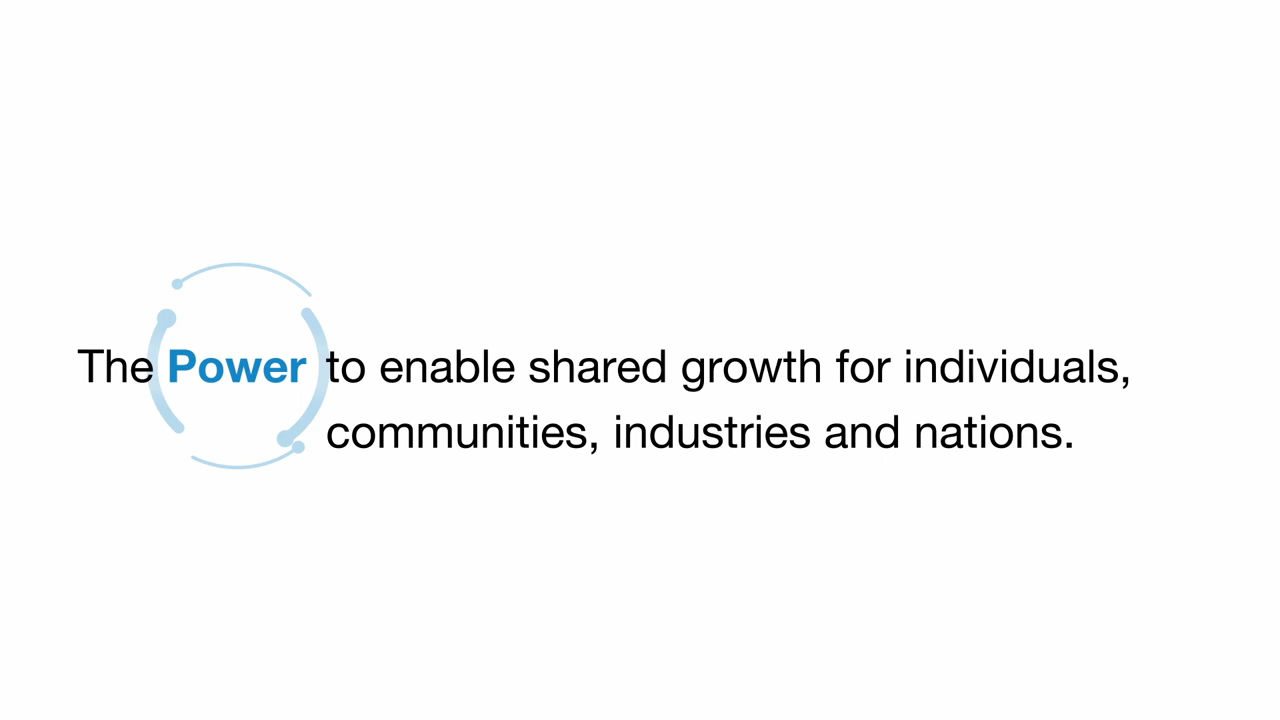 The Power to enable shared growth for individuals,
communities, industries and nations.